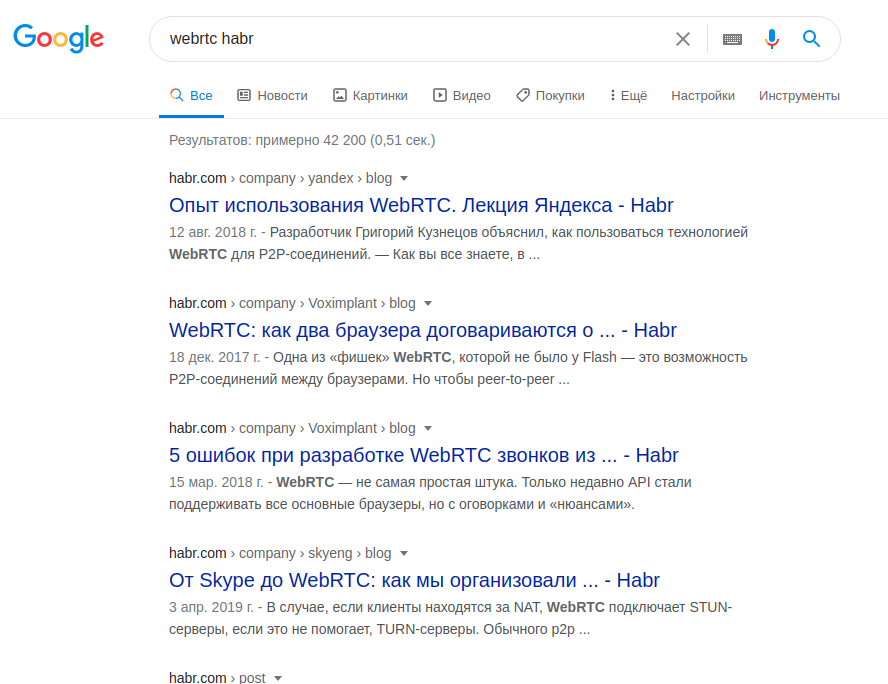 Google
webrtc habr
Все Новости Картинки Видео Покупки Ещё Настройки Инструменты
Результатов: примерно 42 200 (0,51 сек.)
habr.com › company › yandex › blog
Опыт использования WebRTC. Лекция Яндекса - Habr
12 авг. 2018 г. - Разработчик Григорий Кузнецов объяснил, как пользоваться технологией
WebRTC для P2P-соединений. — Как вы все знаете, в ...
habr.com › company › Voximplant › blog
WebRTC: как два браузера договариваются о ... - Habr
18 дек. 2017 г. - Одна из «фишек» WebRTC, которой не было у Flash — это возможность
P2P-соединений между браузерами. Но чтобы peer-to-peer ...
habr.com › company › Voximplant › blog
5 ошибок при разработке WebRTC звонков из ... - Habr
15 мар. 2018 г. - WebRTC — не самая простая штука. Только недавно API стали
поддерживать все основные браузеры, но с оговорками и «нюансами».
habr.com › company › skyeng › blog
От Skype до WebRTC: как мы организовали ... - Habr
3 апр. 2019 г. - В случае, если клиенты находятся за NAT, WebRTC подключает STUN-
серверы, если это не помогает, TURN-серверы. Обычного p2p ...
habr.com › post